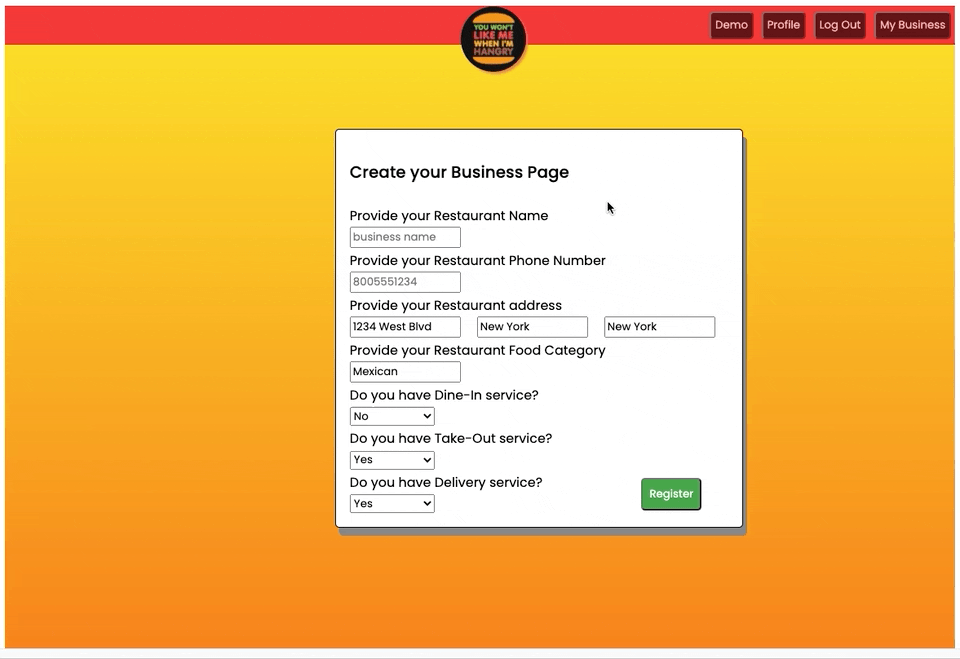 Demo Profile Log Out My Business
YOU WON'T
LIKE ME
WHEN I'M
HANGRY
Create your Business Page
Provide your Restaurant Name
business name
Provide your Restaurant Phone Number
8005551234
Provide your Restaurant address
1234 West Blvd New York New York
Provide your Restaurant Food Category
Mexican
Do you have Dine-In service?
No
Do you have Take-Out service?
Yes
Do you have Delivery service?
Yes
Register